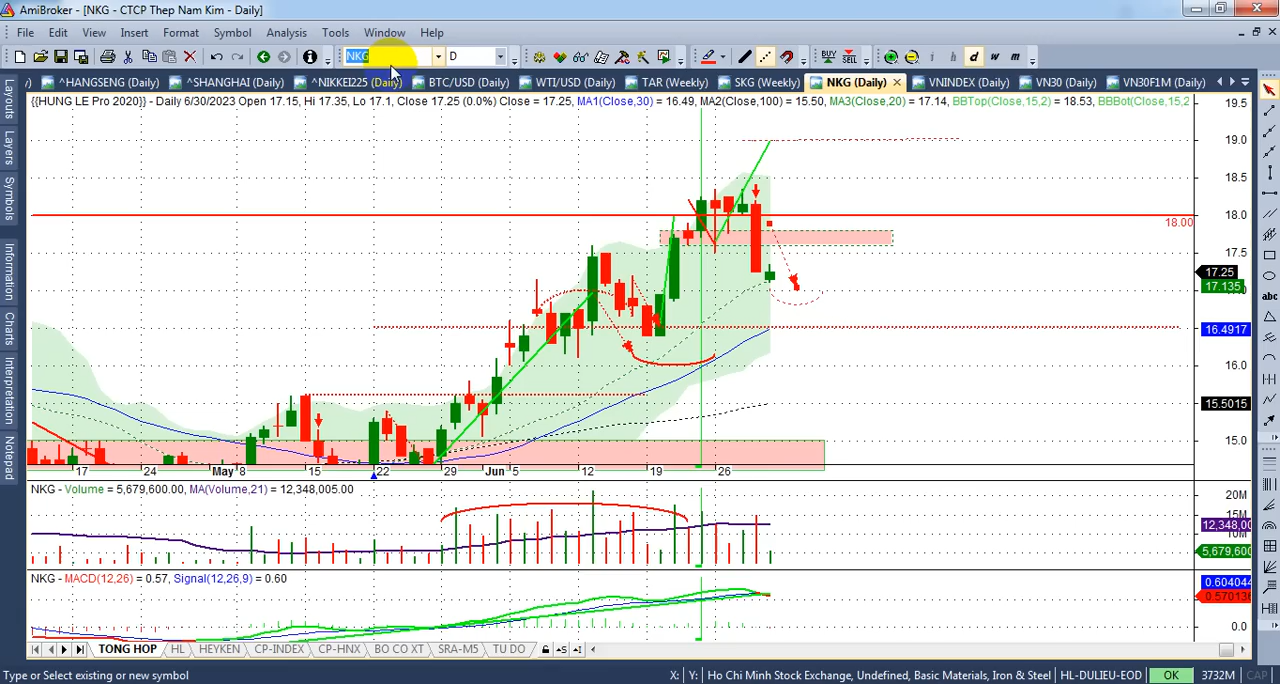 AmiBroker - [NKG - CTCP Thep Nam Kim - Daily]
File Edit View Insert Format Symbol Analysis Tools Window Help
NKG D BUY SELL i h d w m
^HANGSENG (Daily) ^SHANGHAI (Daily) ^NIKKEI225 (Daily) BTC/USD (Daily) WTI/USD (Daily) TAR (Weekly) SKG (Weekly) NKG (Daily) VNINDEX (Daily) VN30 (Daily) VN30F1M (Daily)
{{HUNG LE Pro 2020}} - Daily 6/30/2023 Open 17.15, Hi 17.35, Lo 17.1, Close 17.25 (0.0%) Close = 17.25, MA1(Close,30) = 16.49, MA2(Close,100) = 15.50, MA3(Close,20) = 17.14, BBTop(Close,15,2) = 18.53, BBBot(Close,15,2
Layouts
Layers
Symbols
Information
Charts
Interpretation
Notepad
19.5
19.0
18.5
18.0
18.00
17.5
17.25
17.135
16.4917
16.0
15.5015
15.0
abc
17 24 May 8 15 22 29 Jun 5 12 19 26
NKG - Volume = 5,679,600.00, MA(Volume,21) = 12,348,005.00
20M
15M
12,348,00
10M
5,679,600
NKG - MACD(12,26) = 0.57, Signal(12,26,9) = 0.60
0.604044
0.570136
0.0
TONG HOP HL HEYKEN CP-INDEX CP-HNX BO CO XT SRA-M5 TU DO
Type or Select existing or new symbol X: Y: Ho Chi Minh Stock Exchange, Undefined, Basic Materials, Iron & Steel HL-DULIEU-EOD OK 3732M CAP